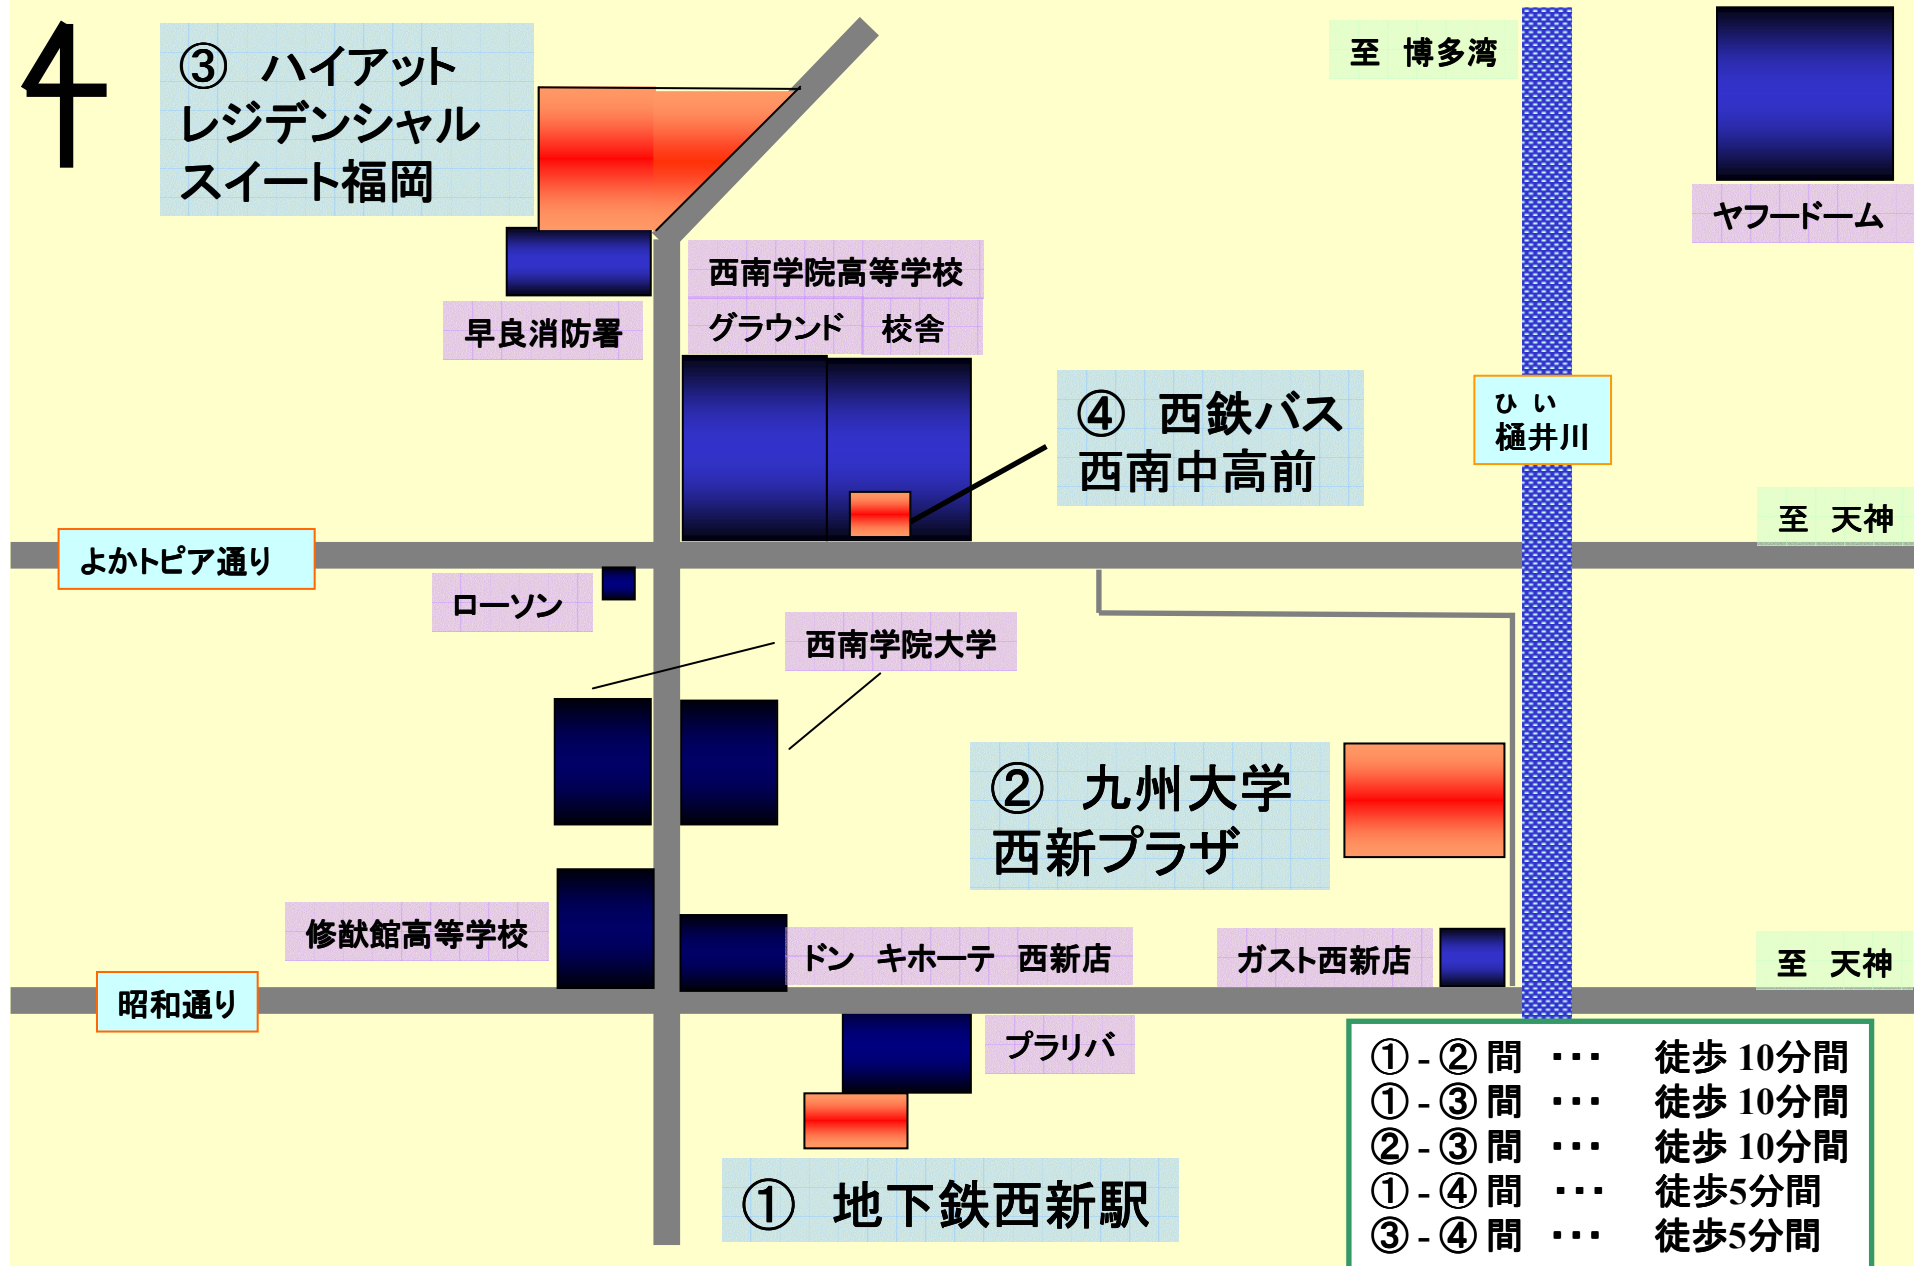 ③ ハイアット
レジデンシャル
スイート福岡
至 博多湾
ヤフードーム
西南学院高等学校
グラウンド 校舎
早良消防署
④ 西鉄バス
西南中高前
ひ い
樋井川
至 天神
よかトピア通り
ローソン
西南学院大学
② 九州大学
西新プラザ
修猷館高等学校
ドン キホーテ 西新店
ガスト西新店
至 天神
昭和通り
プラリバ
① 地下鉄西新駅
① - ② 間 ・・・ 徒歩 10分間
① - ③ 間 ・・・ 徒歩 10分間
② - ③ 間 ・・・ 徒歩 10分間
① - ④ 間 ・・・ 徒歩5分間
③ - ④ 間 ・・・ 徒歩5分間